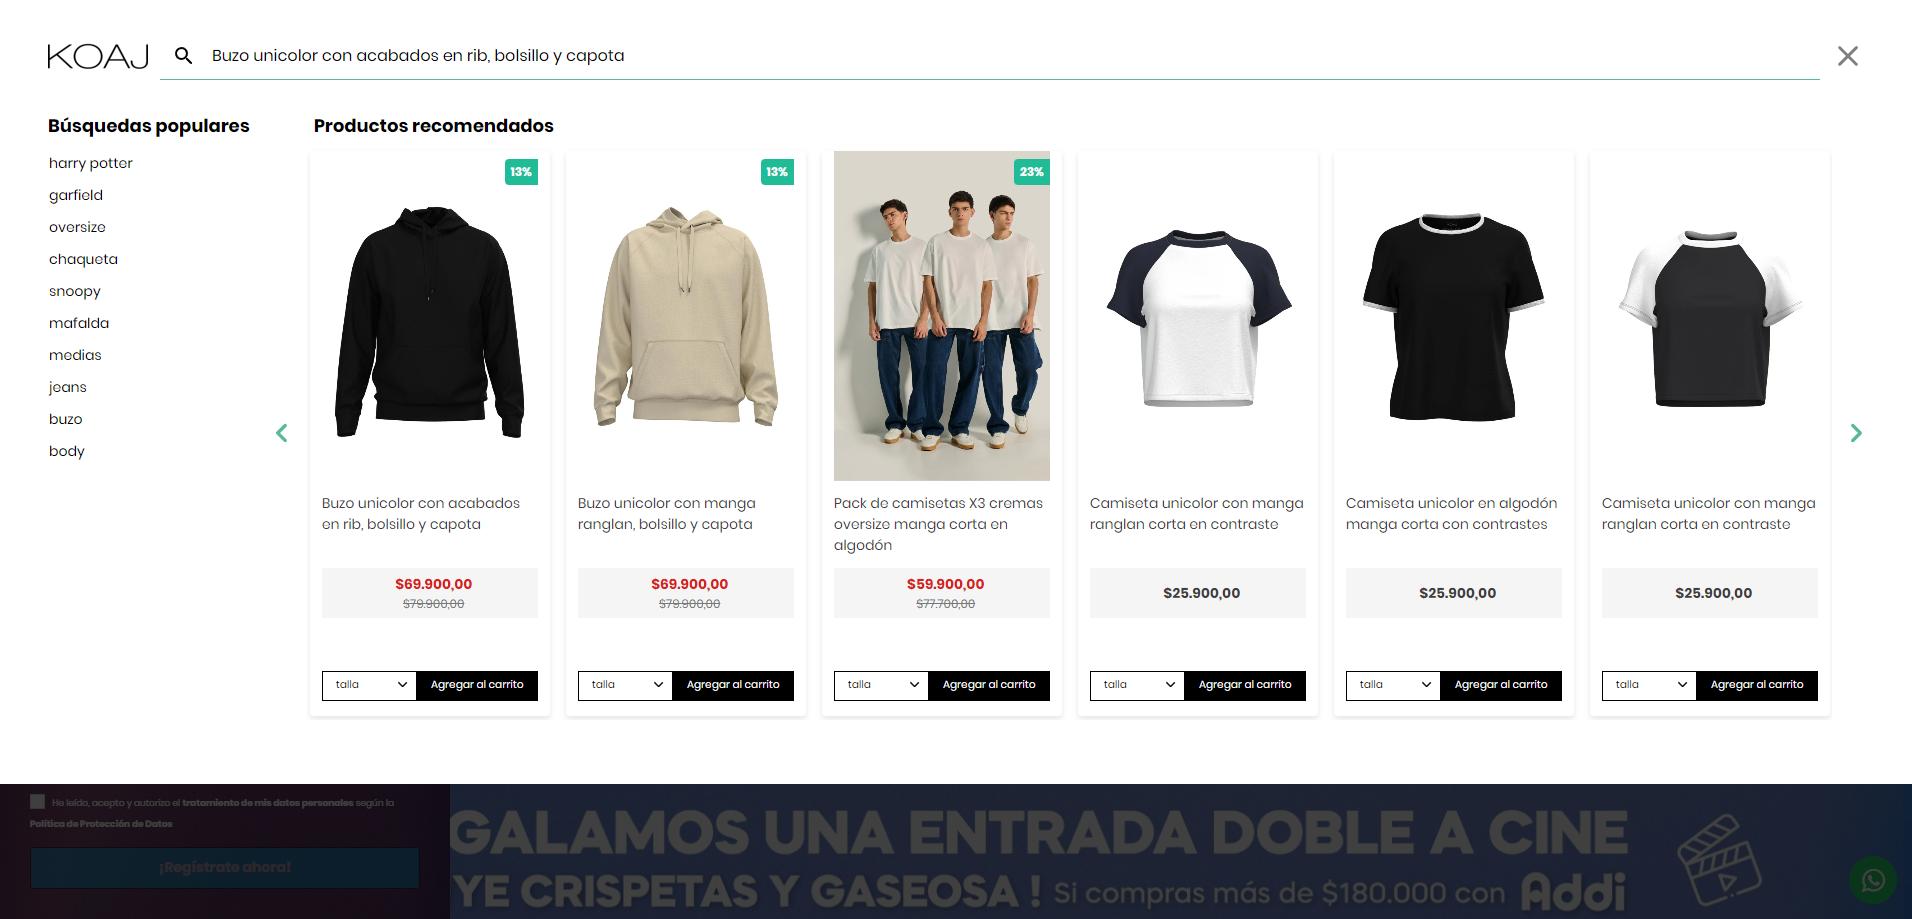 KOAJ
Buzo unicolor con acabados en rib, bolsillo y capota
Búsquedas populares
harry potter
garfield
oversize
chaqueta
snoopy
mafalda
medias
jeans
buzo
body
Productos recomendados
13%
Buzo unicolor con acabados
en rib, bolsillo y capota
$69.900,00
$79.900,00
talla
Agregar al carrito
13%
Buzo unicolor con manga
ranglan, bolsillo y capota
$69.900,00
$79.900,00
talla
Agregar al carrito
23%
Pack de camisetas X3 cremas
oversize manga corta en
algodón
$59.900,00
$77.700,00
talla
Agregar al carrito
Camiseta unicolor con manga
ranglan corta en contraste
$25.900,00
talla
Agregar al carrito
Camiseta unicolor en algodón
manga corta con contrastes
$25.900,00
talla
Agregar al carrito
Camiseta unicolor con manga
ranglan corta en contraste
$25.900,00
talla
Agregar al carrito
He leído, acepto y autorizo el tratamiento de mis datos personales según la
Política de Protección de Datos
¡Regístrate ahora!
GALAMOS UNA ENTRADA DOBLE A CINE
YE CRISPETAS Y GASEOSA ! Si compras más de $180.000 con Addi